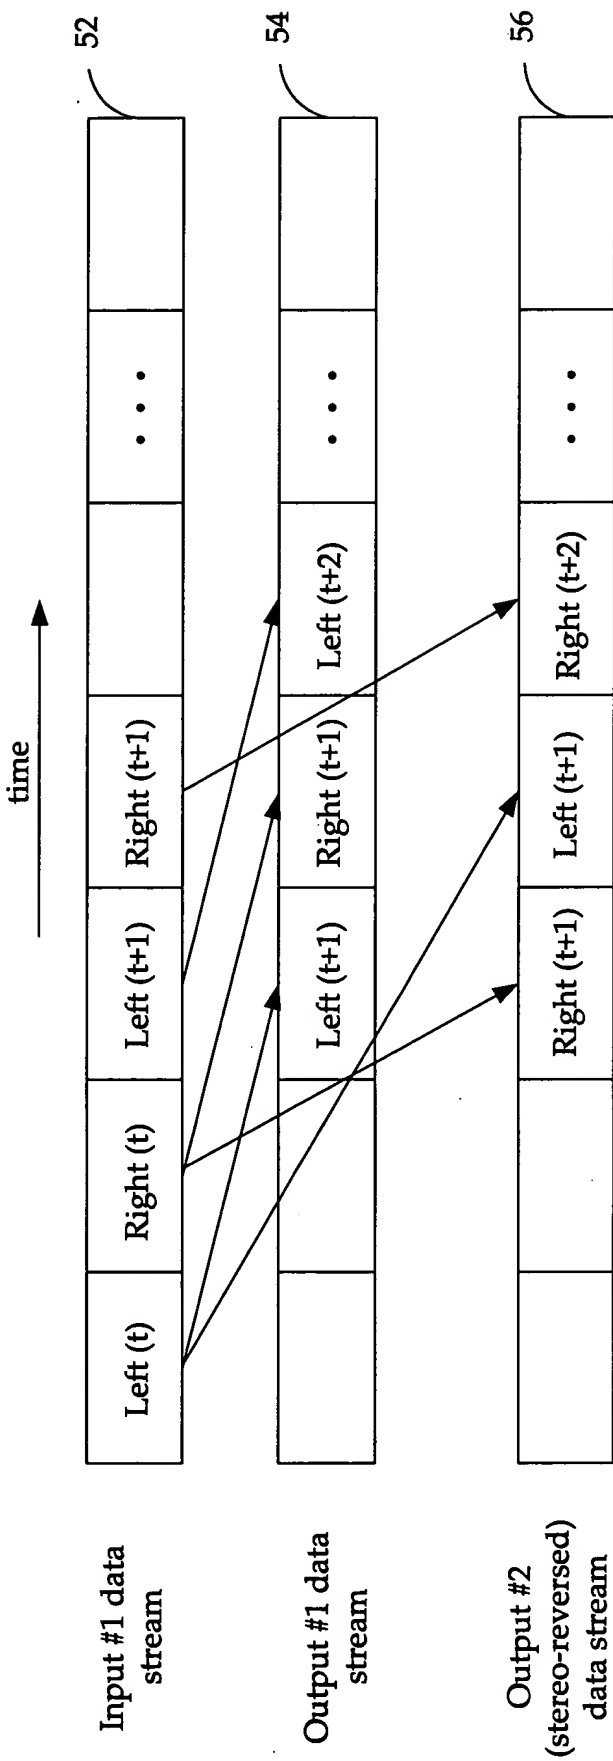 time
Input #1 data
stream
Left (t)
Right (t)
Left (t+1)
Right (t+1)
• • •
52
Output #1 data
stream
Left (t+1)
Right (t+1)
Left (t+2)
• • •
54
Output #2
(stereo-reversed)
data stream
Right (t+1)
Left (t+1)
Right (t+2)
• • •
56